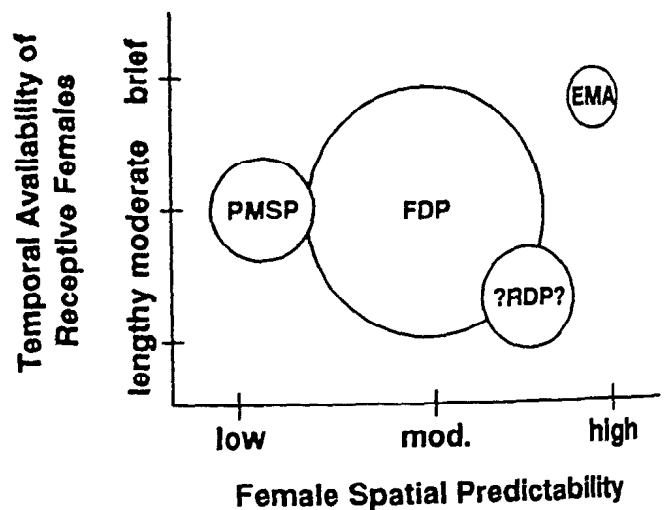 Temporal Availability of
Receptive Females
brief
moderate
lengthy
EMA
PMSP
FDP
?RDP?
low
mod.
high
Female Spatial Predictability